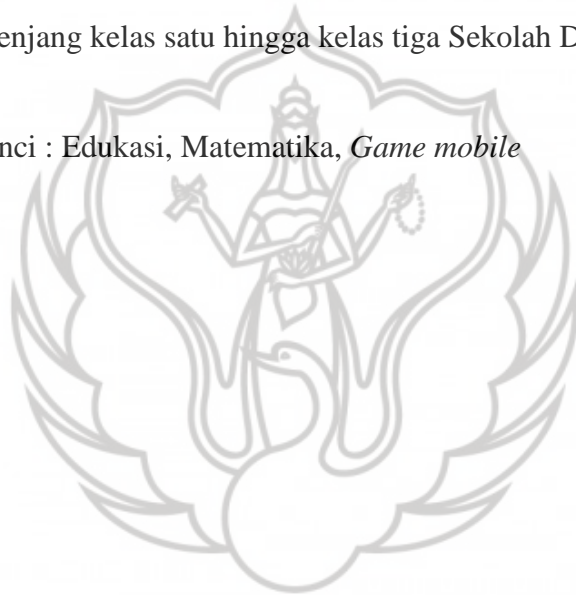 enjang kelas satu hingga kelas tiga Sekolah D
nci : Edukasi, Matematika, Game mobile